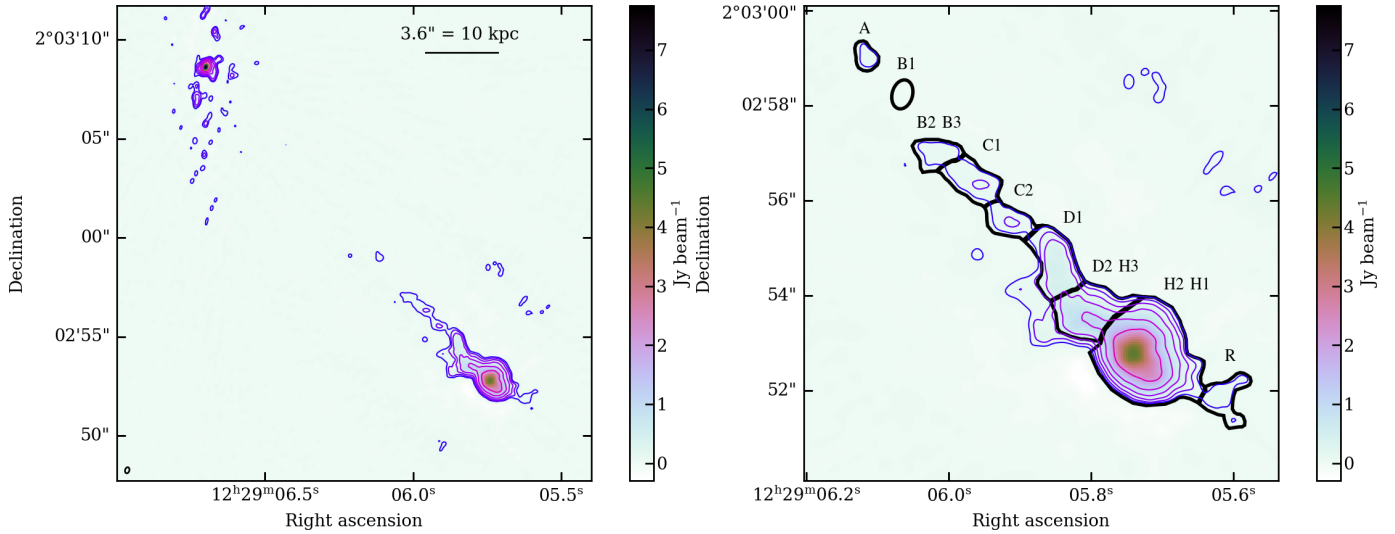 3.6" = 10 kpc
2°03'10"
05"
00"
02'55"
50"
Declination
12ʰ29ᵐ06.5ˢ
06.0ˢ
05.5ˢ
Right ascension
7
6
5
4
3
2
1
0
Jy beam⁻¹
2°03'00"
02'58"
56"
54"
52"
Declination
A
B1
B2 B3
C1
C2
D1
D2 H3
H2 H1
R
12ʰ29ᵐ06.2ˢ
06.0ˢ
05.8ˢ
05.6ˢ
Right ascension
7
6
5
4
3
2
1
0
Jy beam⁻¹